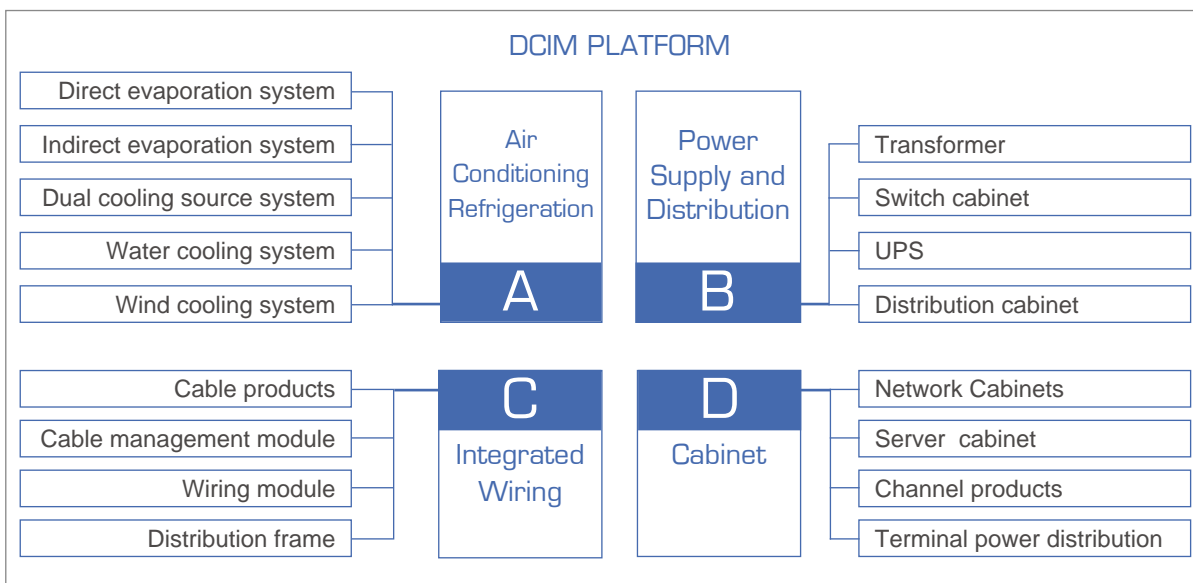 DCIM PLATFORM
Direct evaporation system
Indirect evaporation system
Dual cooling source system
Water cooling system
Wind cooling system
Air
Conditioning
Refrigeration
A
Power
Supply and
Distribution
B
Transformer
Switch cabinet
UPS
Distribution cabinet
Cable products
Cable management module
Wiring module
Distribution frame
C
Integrated
Wiring
D
Cabinet
Network Cabinets
Server cabinet
Channel products
Terminal power distribution